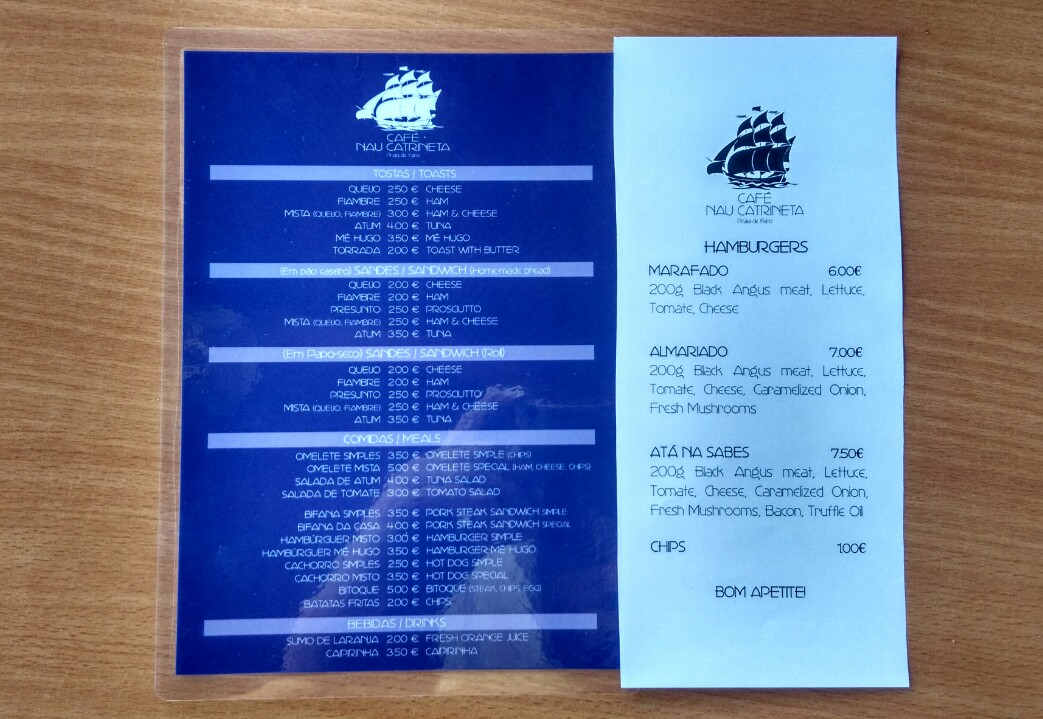 CAFÉ
NAU CATRINETA
Praia de Faro
TOSTAS / TOASTS
QUEIJO 2.50 € CHEESE
FIAMBRE 2.50 € HAM
MISTA (QUEIJO, FIAMBRE) 3.00 € HAM & CHEESE
ATUM 4.00 € TUNA
MÉ HUGO 3.50 € MÉ HUGO
TORRADA 2.00 € TOAST WITH BUTTER
(Em pão caseiro) SANDES / SANDWICH (Homemade bread)
QUEIJO 2.00 € CHEESE
FIAMBRE 2.00 € HAM
PRESUNTO 2.50 € PROSCIUTTO
MISTA (QUEIJO, FIAMBRE) 2.50 € HAM & CHEESE
ATUM 3.50 € TUNA
(Em Papo-seco) SANDES / SANDWICH (Roll)
QUEIJO 2.00 € CHEESE
FIAMBRE 2.00 € HAM
PRESUNTO 2.50 € PROSCIUTTO
MISTA (QUEIJO, FIAMBRE) 2.50 € HAM & CHEESE
ATUM 3.50 € TUNA
COMIDAS / MEALS
OMELETE SIMPLES 3.50 € OMELETE SIMPLE (CHIPS)
OMELETE MISTA 5.00 € OMELETE SPECIAL (HAM, CHEESE, CHIPS)
SALADA DE ATUM 4.00 € TUNA SALAD
SALADA DE TOMATE 3.00 € TOMATO SALAD
BIFANA SIMPLES 3.50 € PORK STEAK SANDWICH SIMPLE
BIFANA DA CASA 4.00 € PORK STEAK SANDWICH SPECIAL
HAMBÚRGUER MISTO 3.00 € HAMBURGER SIMPLE
HAMBÚRGUER MÉ HUGO 3.50 € HAMBURGER MÉ HUGO
CACHORRO SIMPLES 2.50 € HOT DOG SIMPLE
CACHORRO MISTO 3.50 € HOT DOG SPECIAL
BITOQUE 5.00 € BITOQUE (STEAK, CHIPS, EGG)
BATATAS FRITAS 2.00 € CHIPS
BEBIDAS / DRINKS
SUMO DE LARANJA 2.00 € FRESH ORANGE JUICE
CAIPIRINHA 3.50 € CAIPIRINHA
CAFÉ
NAU CATRINETA
Praia de Faro
HAMBURGERS
MARAFADO 6.00€
200g Black Angus meat, Lettuce,
Tomate, Cheese
ALMARIADO 7.00€
200g Black Angus meat, Lettuce,
Tomate, Cheese, Caramelized Onion,
Fresh Mushrooms
ATÁ NA SABES 7.50€
200g Black Angus meat, Lettuce,
Tomate, Cheese, Caramelized Onion,
Fresh Mushrooms, Bacon, Truffle Oil
CHIPS 1.00€
BOM APETITE!